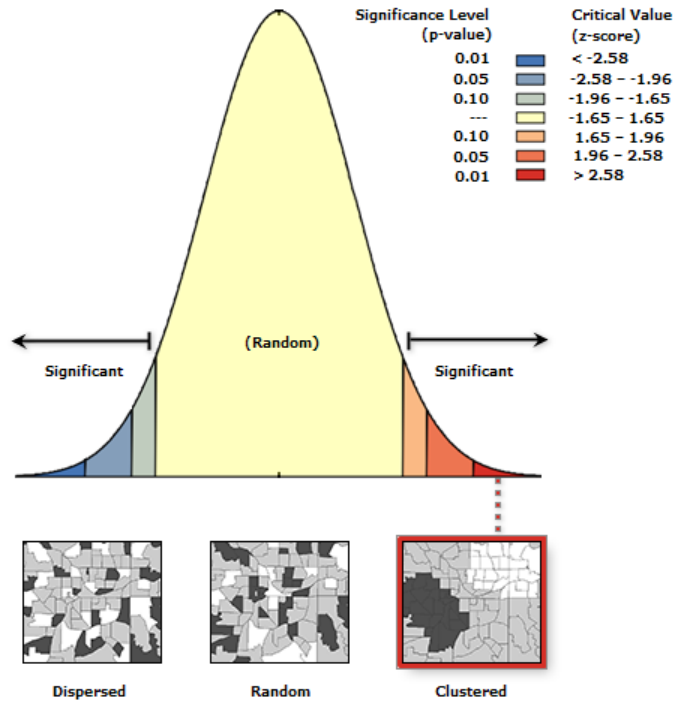 Significance Level Critical Value
(p-value) (z-score)
0.01 < -2.58
0.05 -2.58 – -1.96
0.10 -1.96 – -1.65
--- -1.65 – 1.65
0.10 1.65 – 1.96
0.05 1.96 – 2.58
0.01 > 2.58
(Random)
Significant Significant
Dispersed Random Clustered